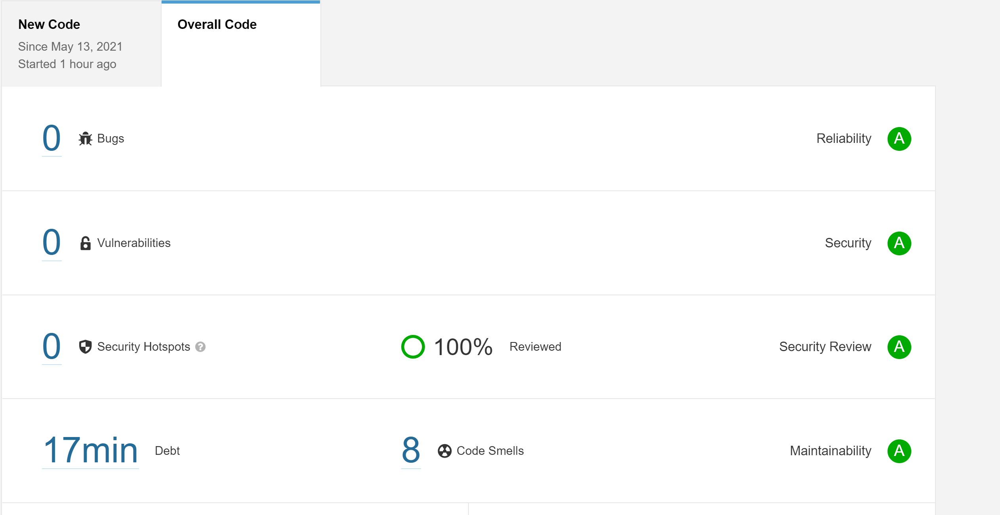 New Code
Since May 13, 2021
Started 1 hour ago
Overall Code
0 Bugs Reliability A
0 Vulnerabilities Security A
0 Security Hotspots ? 100% Reviewed Security Review A
17min Debt 8 Code Smells Maintainability A